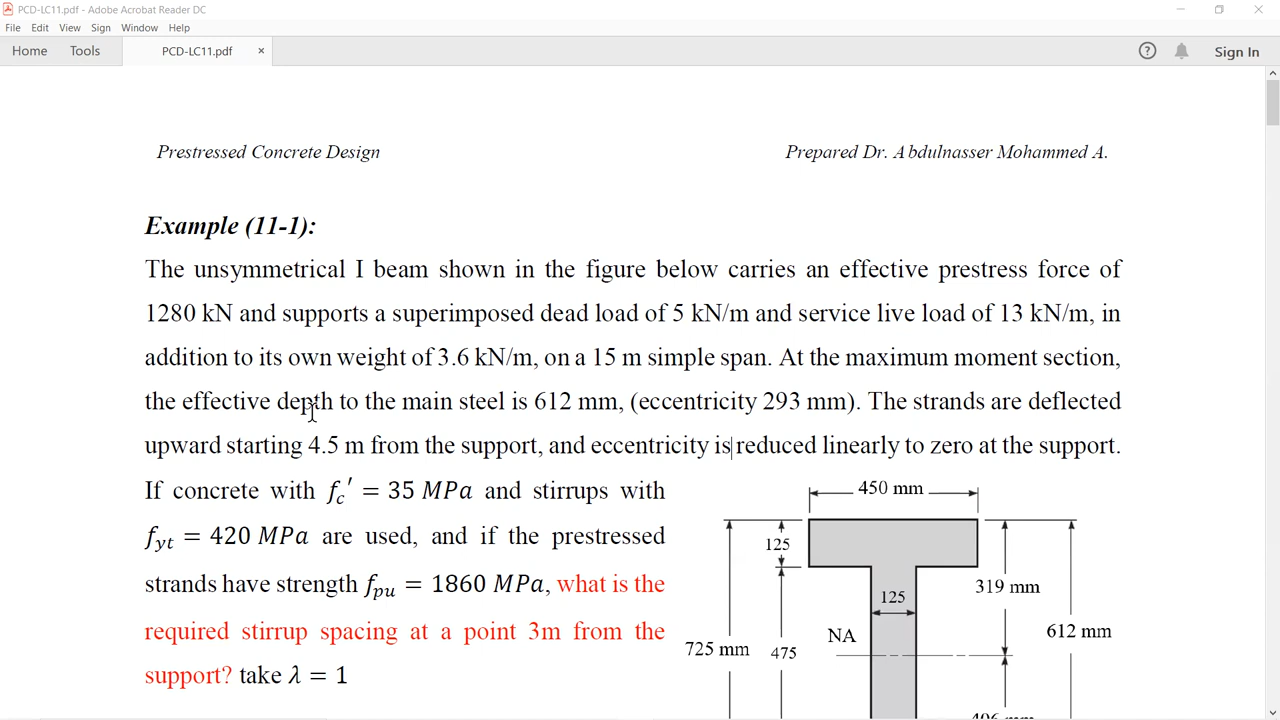 PCD-LC11.pdf - Adobe Acrobat Reader DC
File Edit View Sign Window Help
Home Tools PCD-LC11.pdf × ? Sign In
Prestressed Concrete Design Prepared Dr. Abdulnasser Mohammed A.
Example (11-1):
The unsymmetrical I beam shown in the figure below carries an effective prestress force of
1280 kN and supports a superimposed dead load of 5 kN/m and service live load of 13 kN/m, in
addition to its own weight of 3.6 kN/m, on a 15 m simple span. At the maximum moment section,
the effective depth to the main steel is 612 mm, (eccentricity 293 mm). The strands are deflected
upward starting 4.5 m from the support, and eccentricity is reduced linearly to zero at the support.
If concrete with fc′ = 35 MPa and stirrups with
fyt = 420 MPa are used, and if the prestressed
strands have strength fpu = 1860 MPa, what is the
required stirrup spacing at a point 3m from the
support? take λ = 1
450 mm
125
319 mm
125
612 mm
NA
725 mm
475
406 mm